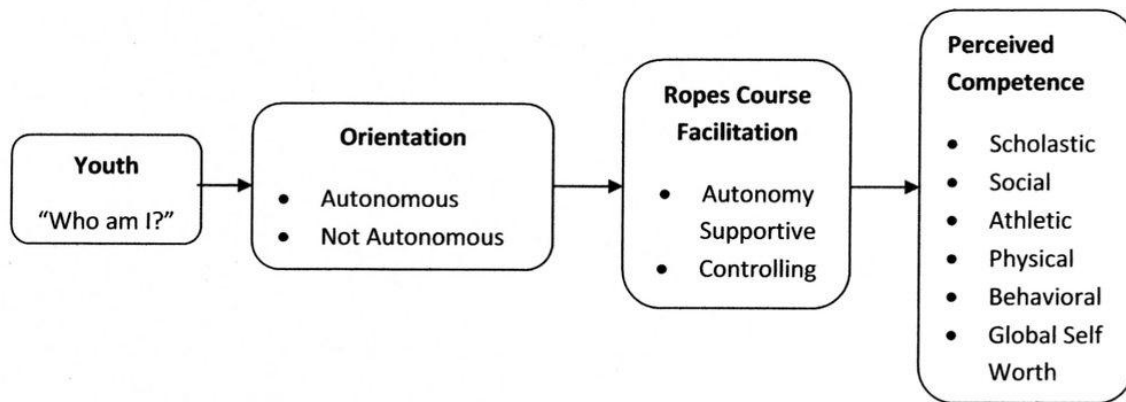 Youth
“Who am I?”
Orientation
• Autonomous
• Not Autonomous
Ropes Course
Facilitation
• Autonomy
Supportive
• Controlling
Perceived
Competence
• Scholastic
• Social
• Athletic
• Physical
• Behavioral
• Global Self
Worth